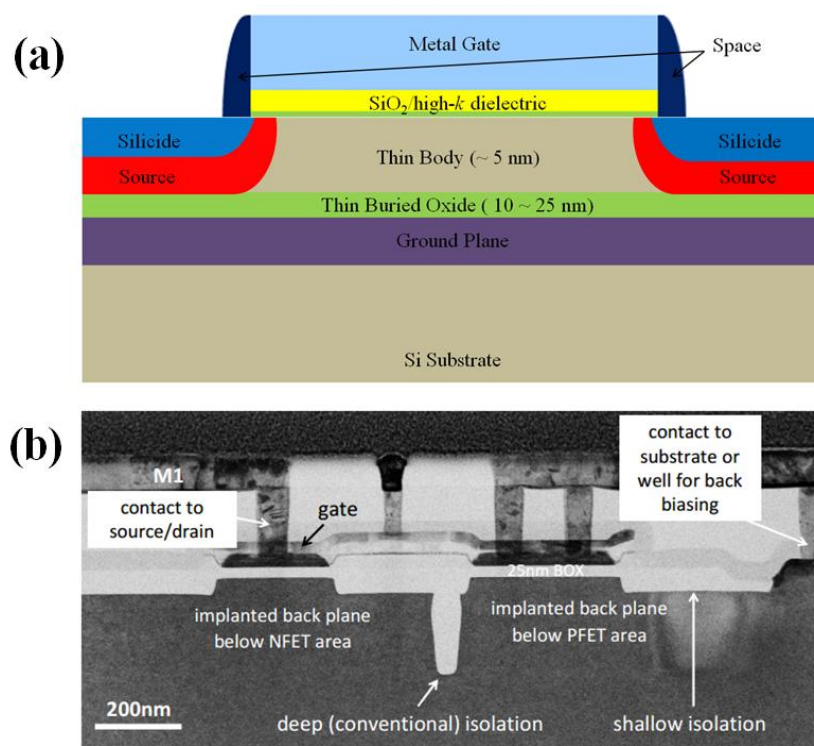 (a)
Metal Gate
Space
SiO₂/high-k dielectric
Silicide
Silicide
Thin Body (~ 5 nm)
Source
Source
Thin Buried Oxide ( 10 ~ 25 nm)
Ground Plane
Si Substrate
(b)
M1
contact to
source/drain
gate
contact to
substrate or
well for back
biasing
25nm BOX
implanted back plane
below NFET area
implanted back plane
below PFET area
200nm
deep (conventional) isolation
shallow isolation